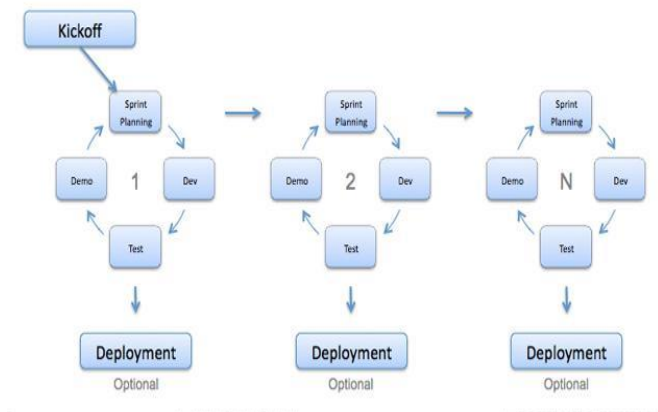 Kickoff
Sprint
Planning
Sprint
Planning
Sprint
Planning
Demo
1
Dev
Demo
2
Dev
Demo
N
Dev
Test
Test
Test
Deployment
Deployment
Deployment
Optional
Optional
Optional